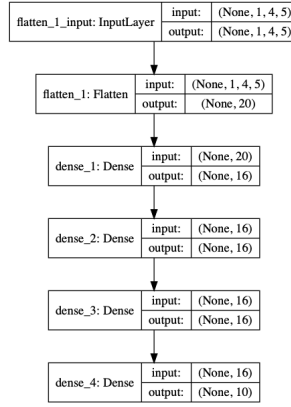 flatten_1_input: InputLayer input: (None, 1, 4, 5)
output: (None, 1, 4, 5)
flatten_1: Flatten input: (None, 1, 4, 5)
output: (None, 20)
dense_1: Dense input: (None, 20)
output: (None, 16)
dense_2: Dense input: (None, 16)
output: (None, 16)
dense_3: Dense input: (None, 16)
output: (None, 16)
dense_4: Dense input: (None, 16)
output: (None, 10)